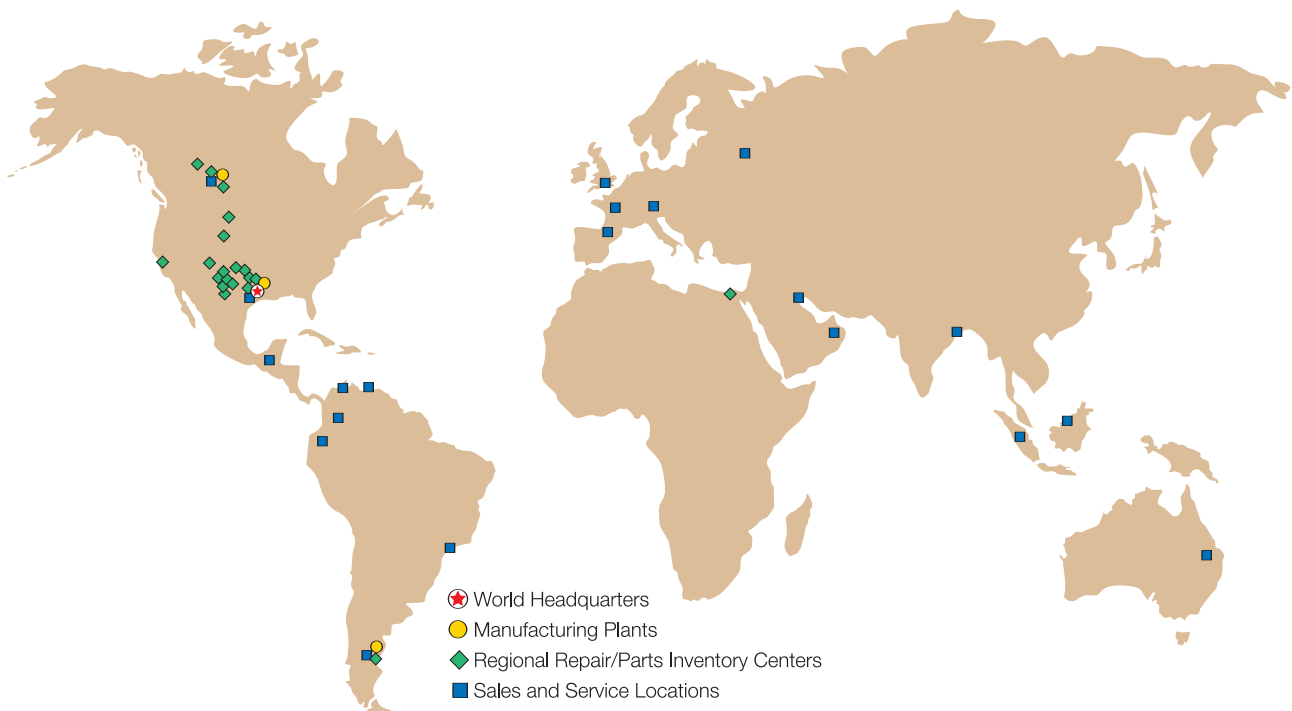 World Headquarters
Manufacturing Plants
Regional Repair/Parts Inventory Centers
Sales and Service Locations